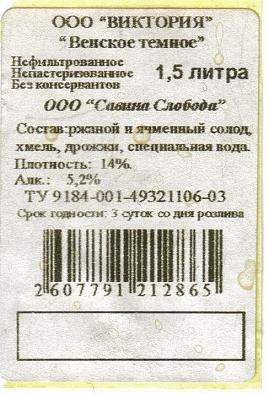 ООО "ВИКТОРИЯ"
"Венское темное"
Нефильтрованное
Непастеризованное
Без консервантов
1,5 литра
ООО "Савина Слобода"
Состав:ржаной и ячменный солод,
хмель, дрожжи, специальная вода.
Плотность: 14%.
Алк.: 5,2%
ТУ 9184-001-49321106-03
Срок годности: 3 суток со дня розлива
2 607791 212865